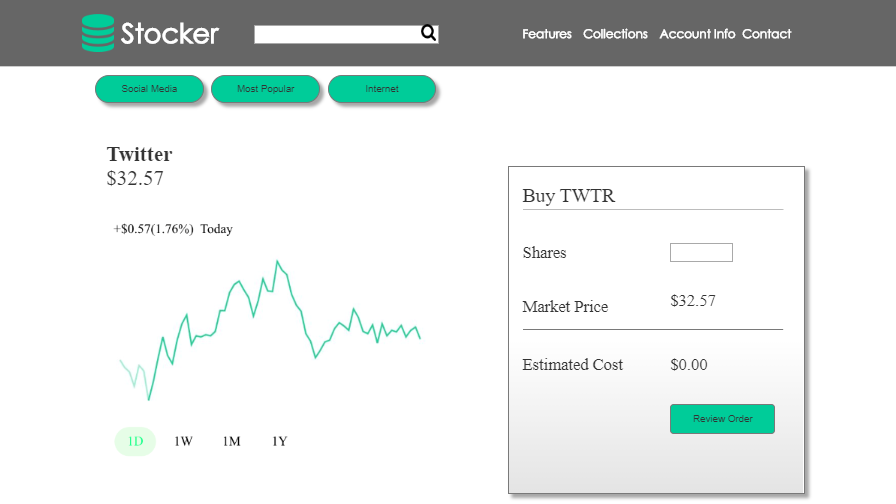 Stocker
Features Collections Account Info Contact
Social Media Most Popular Internet
Twitter
$32.57
+$0.57(1.76%) Today
1D 1W 1M 1Y
Buy TWTR
Shares
Market Price $32.57
Estimated Cost $0.00
Review Order